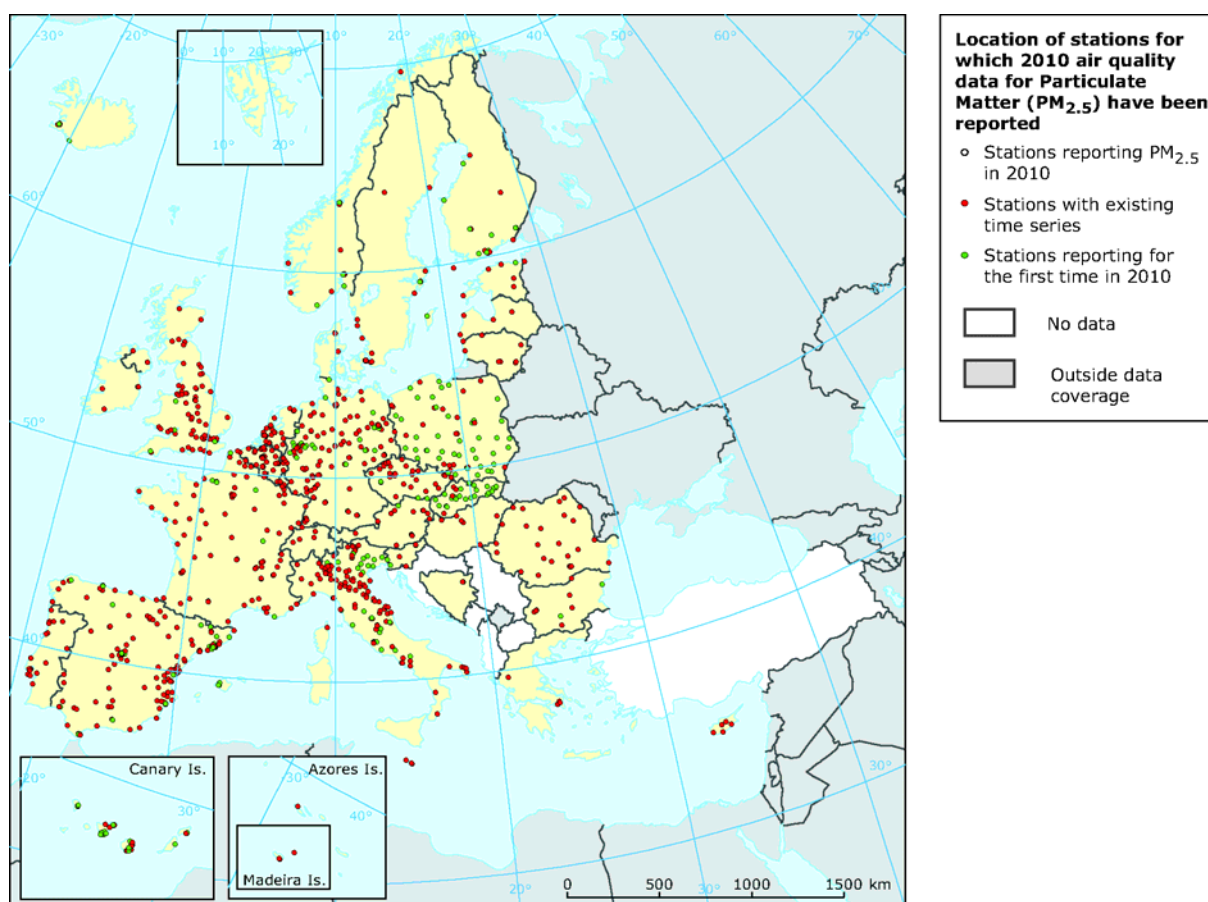 -30°
-20°
-10°
0°
10°
20°
30°
-10°
0°
10°
20°
30°
40°
50°
60°
70°
60°
50°
50°
40°
40°
30°
20°
30°
Canary Is.
20°
30°
Azores Is.
-30°
40°
Madeira Is.
0 500 1000 1500 km
Location of stations for
which 2010 air quality
data for Particulate
Matter (PM2.5) have been
reported
Stations reporting PM2.5
in 2010
Stations with existing
time series
Stations reporting for
the first time in 2010
No data
Outside data
coverage